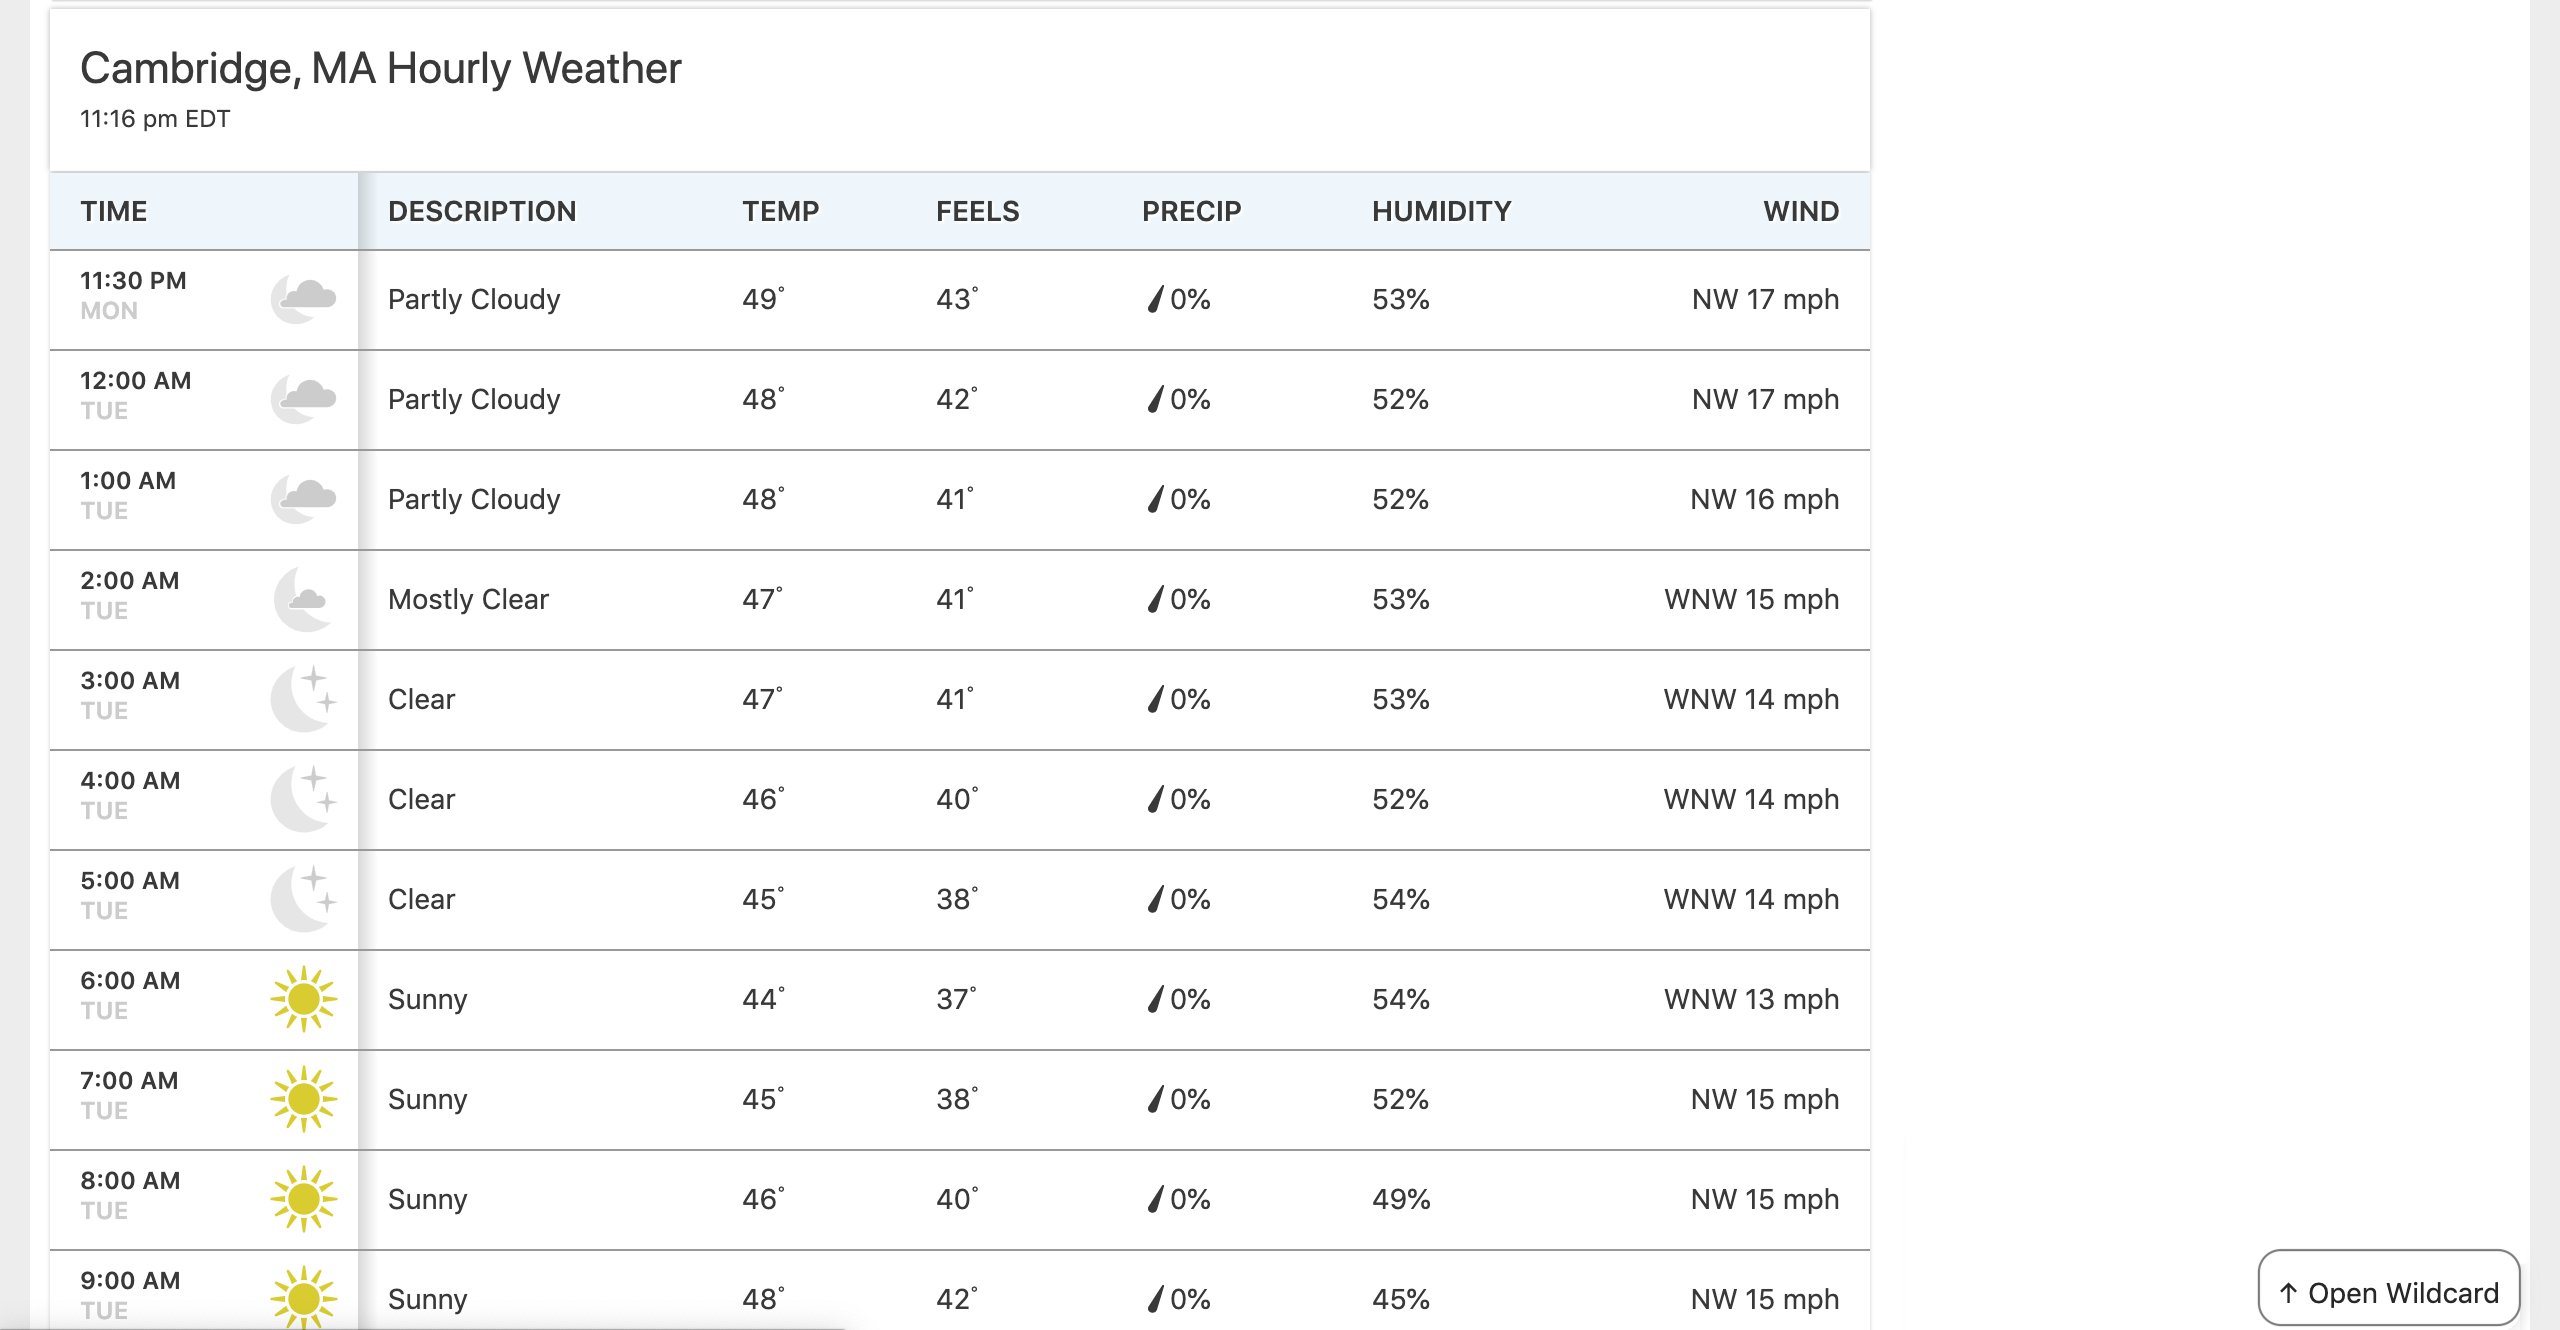 Cambridge, MA Hourly Weather
11:16 pm EDT
TIME DESCRIPTION TEMP FEELS PRECIP HUMIDITY WIND
11:30 PM
MON
Partly Cloudy 49° 43° 0% 53% NW 17 mph
12:00 AM
TUE
Partly Cloudy 48° 42° 0% 52% NW 17 mph
1:00 AM
TUE
Partly Cloudy 48° 41° 0% 52% NW 16 mph
2:00 AM
TUE
Mostly Clear 47° 41° 0% 53% WNW 15 mph
3:00 AM
TUE
Clear 47° 41° 0% 53% WNW 14 mph
4:00 AM
TUE
Clear 46° 40° 0% 52% WNW 14 mph
5:00 AM
TUE
Clear 45° 38° 0% 54% WNW 14 mph
6:00 AM
TUE
Sunny 44° 37° 0% 54% WNW 13 mph
7:00 AM
TUE
Sunny 45° 38° 0% 52% NW 15 mph
8:00 AM
TUE
Sunny 46° 40° 0% 49% NW 15 mph
9:00 AM
TUE
Sunny 48° 42° 0% 45% NW 15 mph
↑ Open Wildcard